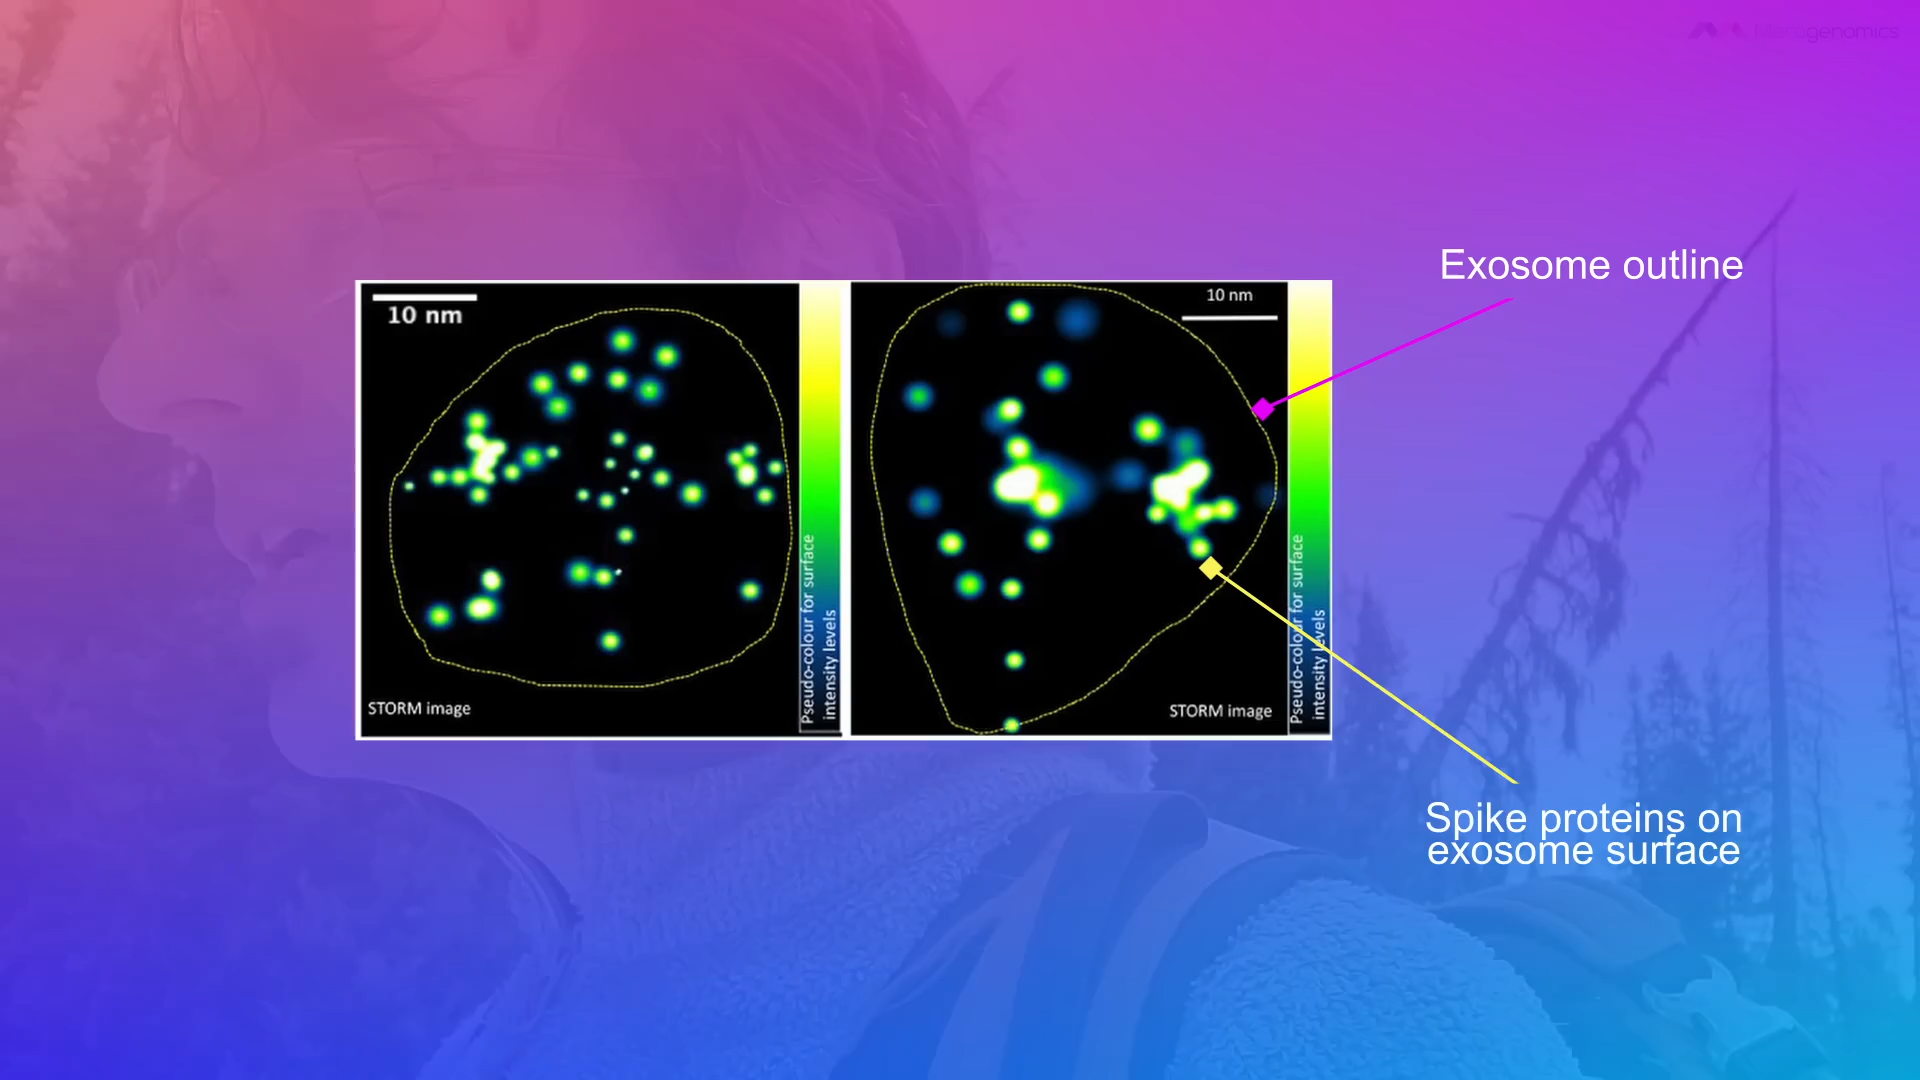 Exosome outline
10 nm
STORM image
Pseudo-colour for surface
intensity levels
10 nm
STORM image
Pseudo-colour for surface
intensity levels
Spike proteins on
exosome surface